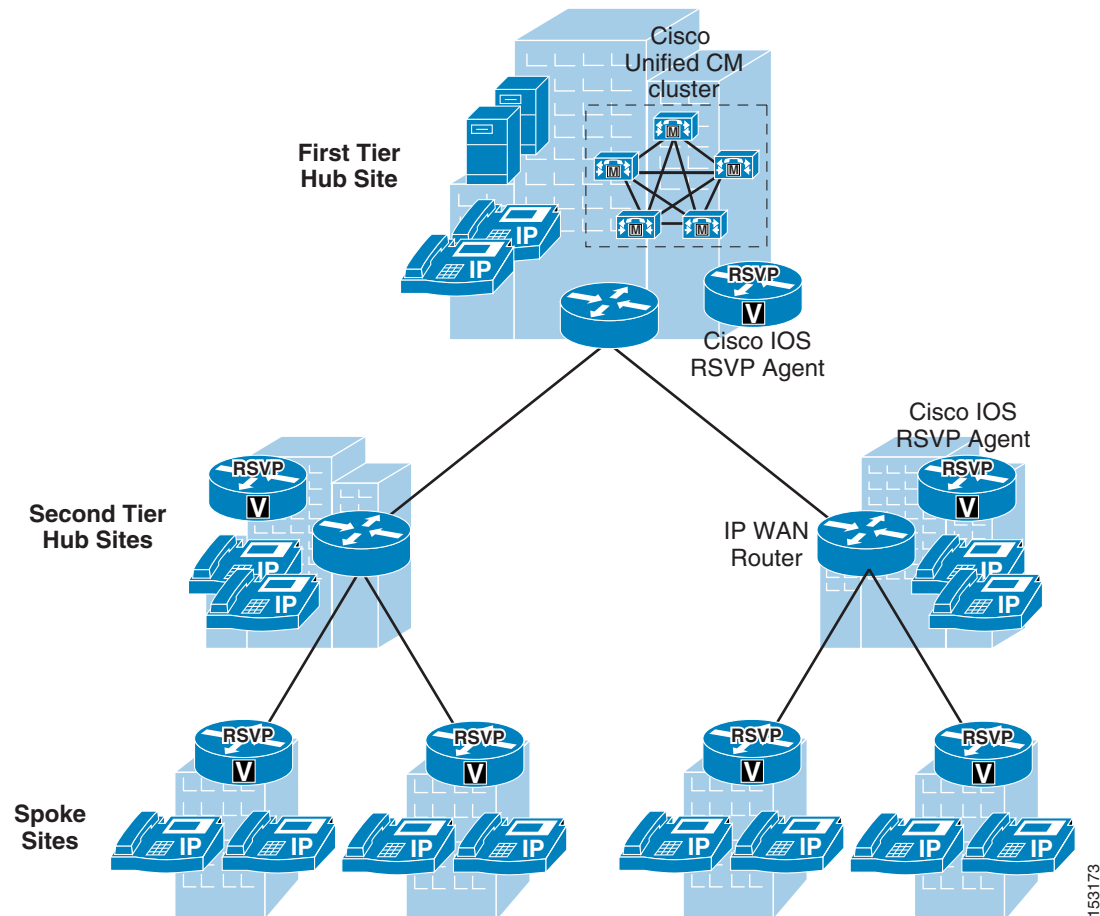 Cisco
Unified CM
cluster
M
M
M
M
M
First Tier
Hub Site
IP
IP
RSVP
V
Cisco IOS
RSVP Agent
Cisco IOS
RSVP Agent
RSVP
V
RSVP
V
Second Tier
Hub Sites
IP WAN
Router
IP
IP
IP
IP
RSVP
V
RSVP
V
RSVP
V
RSVP
V
Spoke
Sites
IP
IP
IP
IP
IP
IP
IP
IP
153173